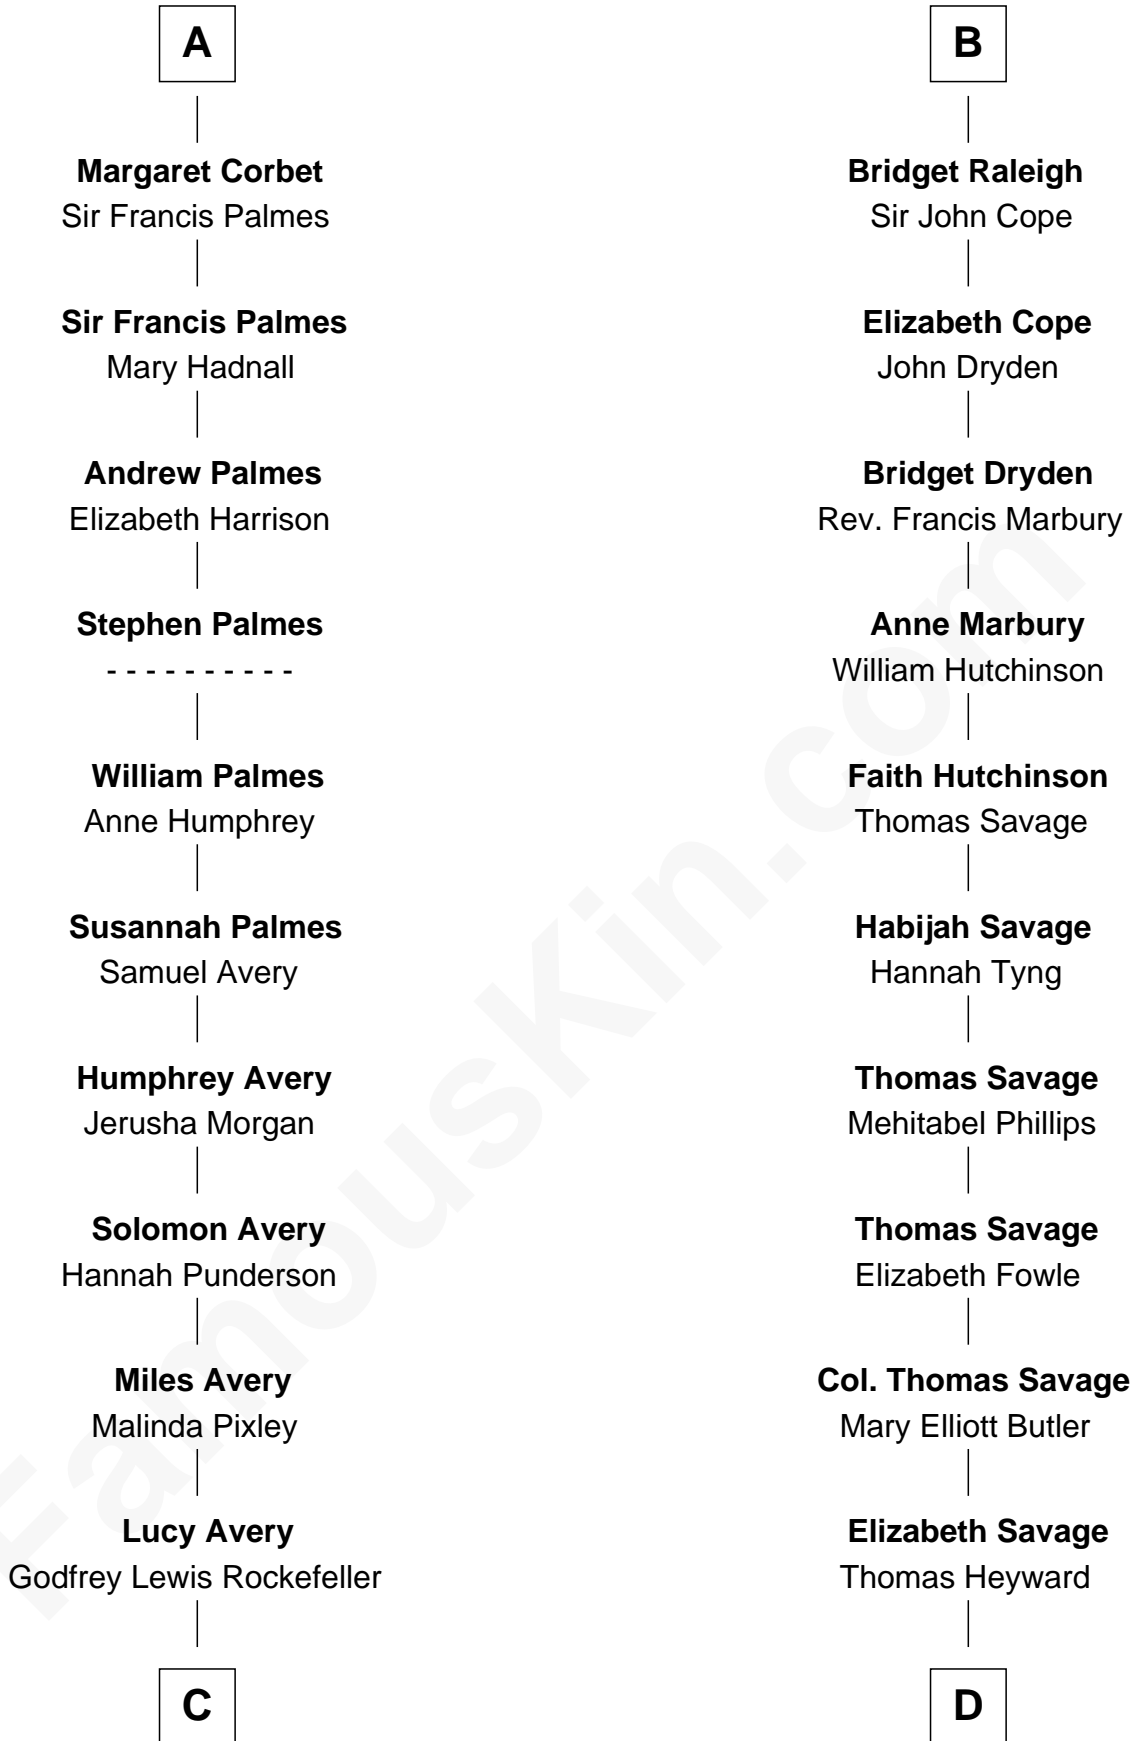 A
Margaret Corbet
Sir Francis Palmes
Sir Francis Palmes
Mary Hadnall
Andrew Palmes
Elizabeth Harrison
Stephen Palmes
- - - - - - - - - -
William Palmes
Anne Humphrey
Susannah Palmes
Samuel Avery
Humphrey Avery
Jerusha Morgan
Solomon Avery
Hannah Punderson
Miles Avery
Malinda Pixley
Lucy Avery
Godfrey Lewis Rockefeller
C
B
Bridget Raleigh
Sir John Cope
Elizabeth Cope
John Dryden
Bridget Dryden
Rev. Francis Marbury
Anne Marbury
William Hutchinson
Faith Hutchinson
Thomas Savage
Habijah Savage
Hannah Tyng
Thomas Savage
Mehitabel Phillips
Thomas Savage
Elizabeth Fowle
Col. Thomas Savage
Mary Elliott Butler
Elizabeth Savage
Thomas Heyward
D
FamousKin.com